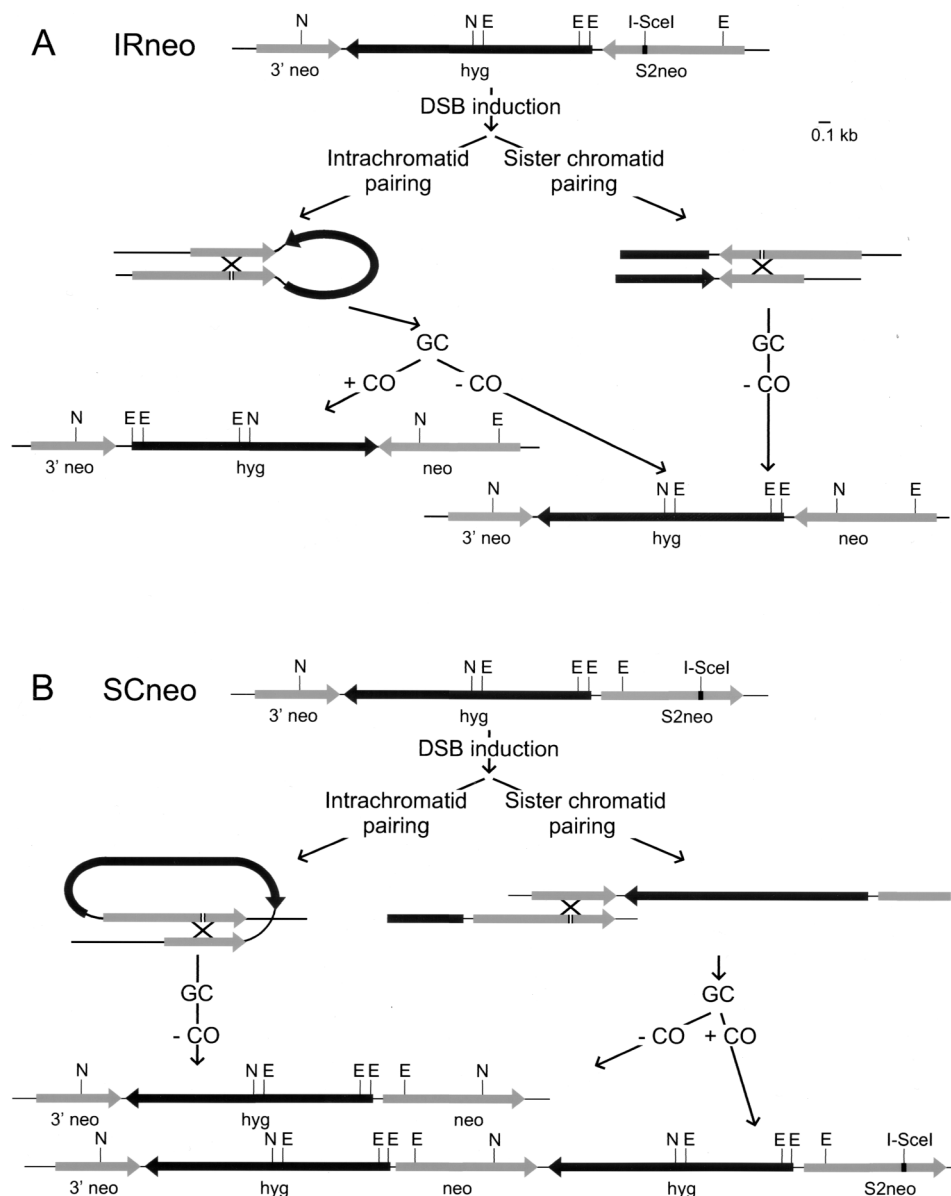 A IRneo
N N E E E I-SceI E
3' neo hyg S2neo
DSB induction
0.1 kb
Intrachromatid pairing
Sister chromatid pairing
GC
+ CO - CO
GC
- CO
N E E E N N E
3' neo hyg neo
N N E E E N E
3' neo hyg neo
B SCneo
N N E E E E I-SceI
3' neo hyg S2neo
DSB induction
Intrachromatid pairing
Sister chromatid pairing
GC
- CO
GC
- CO + CO
N N E E E E N
3' neo hyg neo
N N E E E E N N E E E E I-SceI
3' neo hyg neo hyg S2neo